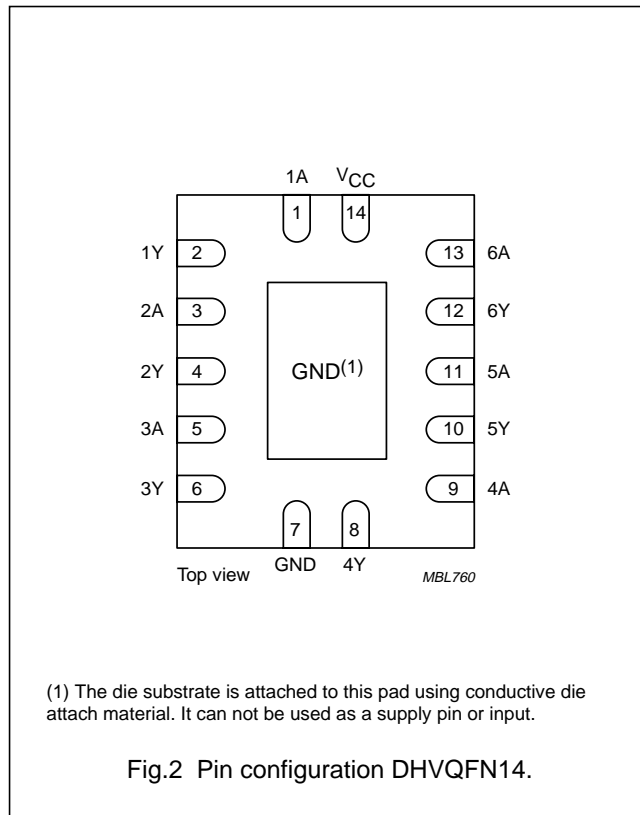 1A VCC
1 14
1Y 2 13 6A
2A 3 12 6Y
2Y 4 GND(1) 11 5A
3A 5 10 5Y
3Y 6 9 4A
7 8
Top view GND 4Y MBL760
(1) The die substrate is attached to this pad using conductive die
attach material. It can not be used as a supply pin or input.
Fig.2 Pin configuration DHVQFN14.